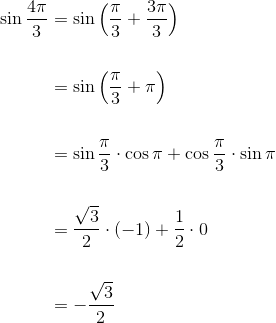 sin 4π/3 = sin(π/3 + 3π/3)
= sin(π/3 + π)
= sin π/3 · cos π + cos π/3 · sin π
= √3/2 · (−1) + 1/2 · 0
= −√3/2